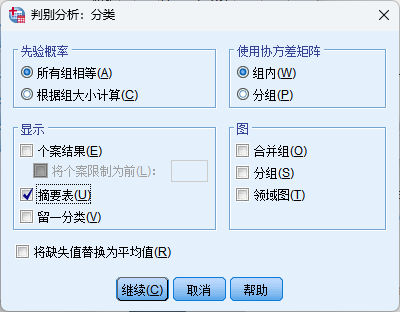 判别分析：分类
先验概率
所有组相等(A)
根据组大小计算(C)
使用协方差矩阵
组内(W)
分组(P)
显示
个案结果(E)
将个案限制为前(L)：
摘要表(U)
留一分类(V)
图
合并组(O)
分组(S)
领域图(T)
将缺失值替换为平均值(R)
继续(C) 取消 帮助